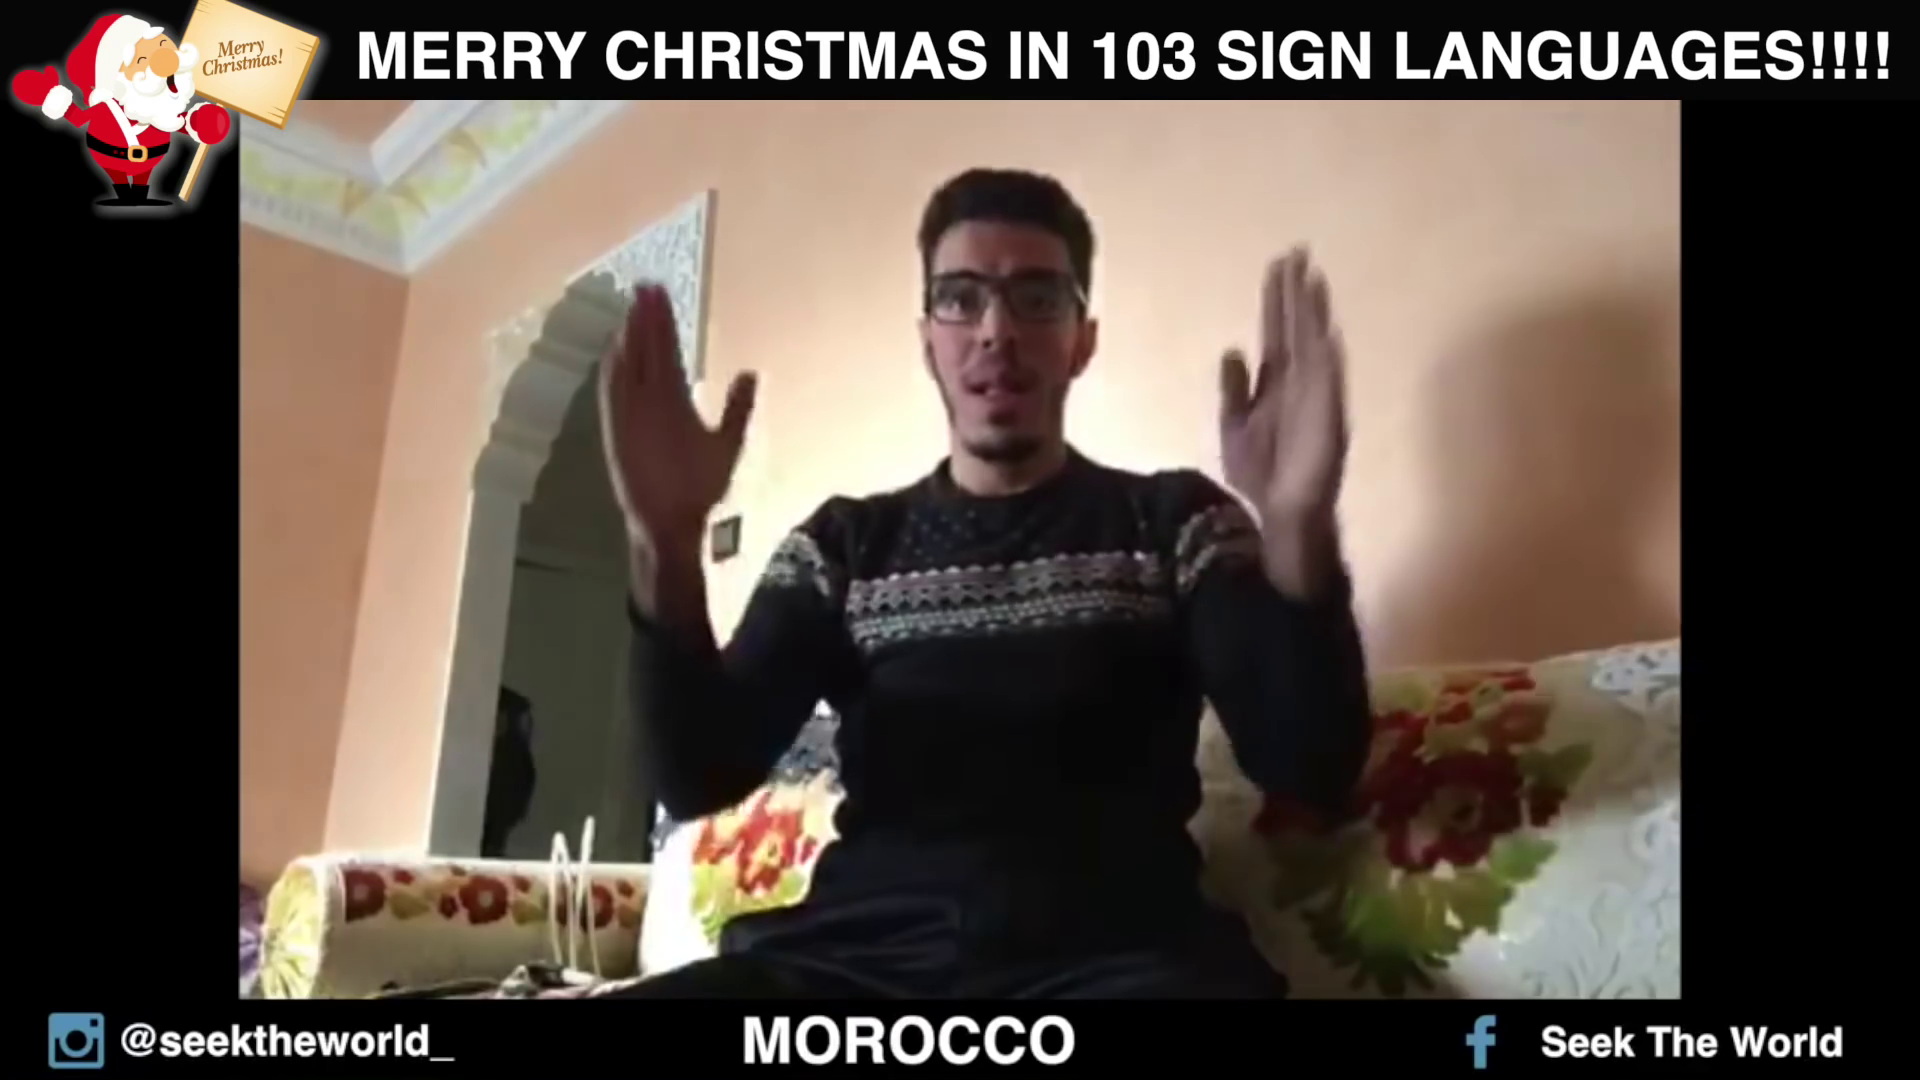 Merry
Christmas!
MERRY CHRISTMAS IN 103 SIGN LANGUAGES!!!!
@seektheworld_
MOROCCO
Seek The World